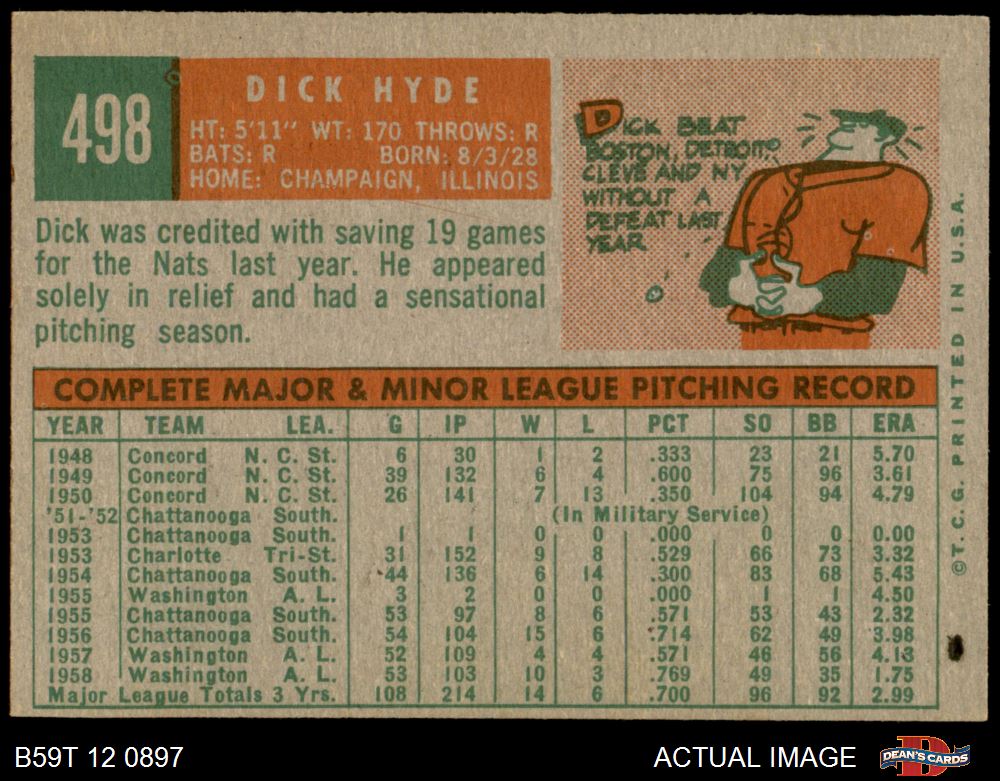 498
DICK HYDE
HT: 5'11" WT: 170 THROWS: R
BATS: R BORN: 8/3/28
HOME: CHAMPAIGN, ILLINOIS
DICK BEAT
BOSTON, DETROIT,
CLEVE AND NY
WITHOUT A
DEFEAT LAST
YEAR
Dick was credited with saving 19 games
for the Nats last year. He appeared
solely in relief and had a sensational
pitching season.
COMPLETE MAJOR & MINOR LEAGUE PITCHING RECORD
YEAR TEAM LEA. G IP W L PCT SO BB ERA
1948 Concord N. C. St. 6 30 1 2 .333 23 21 5.70
1949 Concord N. C. St. 39 132 6 4 .600 75 96 3.61
1950 Concord N. C. St. 26 141 7 13 .350 104 94 4.79
'51-'52 Chattanooga South. (In Military Service)
1953 Chattanooga South. 1 1 0 0 .000 0 0 0.00
1953 Charlotte Tri-St. 31 152 9 8 .529 66 73 3.32
1954 Chattanooga South. 44 136 6 14 .300 83 68 5.43
1955 Washington A. L. 3 2 0 0 .000 1 1 4.50
1955 Chattanooga South. 53 97 8 6 .571 53 43 2.32
1956 Chattanooga South. 54 104 15 6 .714 62 49 3.98
1957 Washington A. L. 52 109 4 4 .571 46 56 4.13
1958 Washington A. L. 53 103 10 3 .769 49 35 1.75
Major League Totals 3 Yrs. 108 214 14 6 .700 96 92 2.99
©T. C. G. PRINTED IN U.S.A.
B59T 12 0897
ACTUAL IMAGE
DEAN'S CARDS